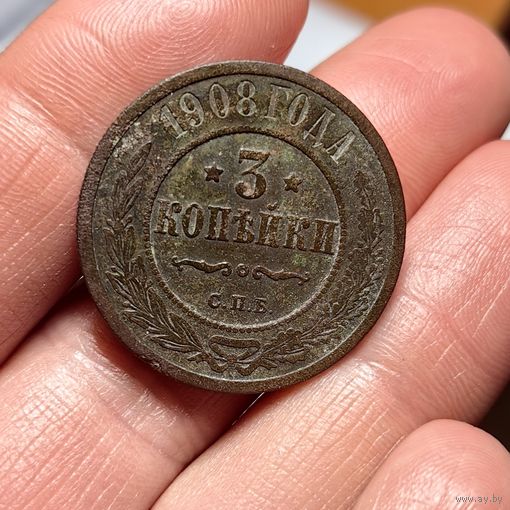 1908 ГОДА
★ 3 ★
КОПѢЙКИ
С.П.Б.
www.ay.by